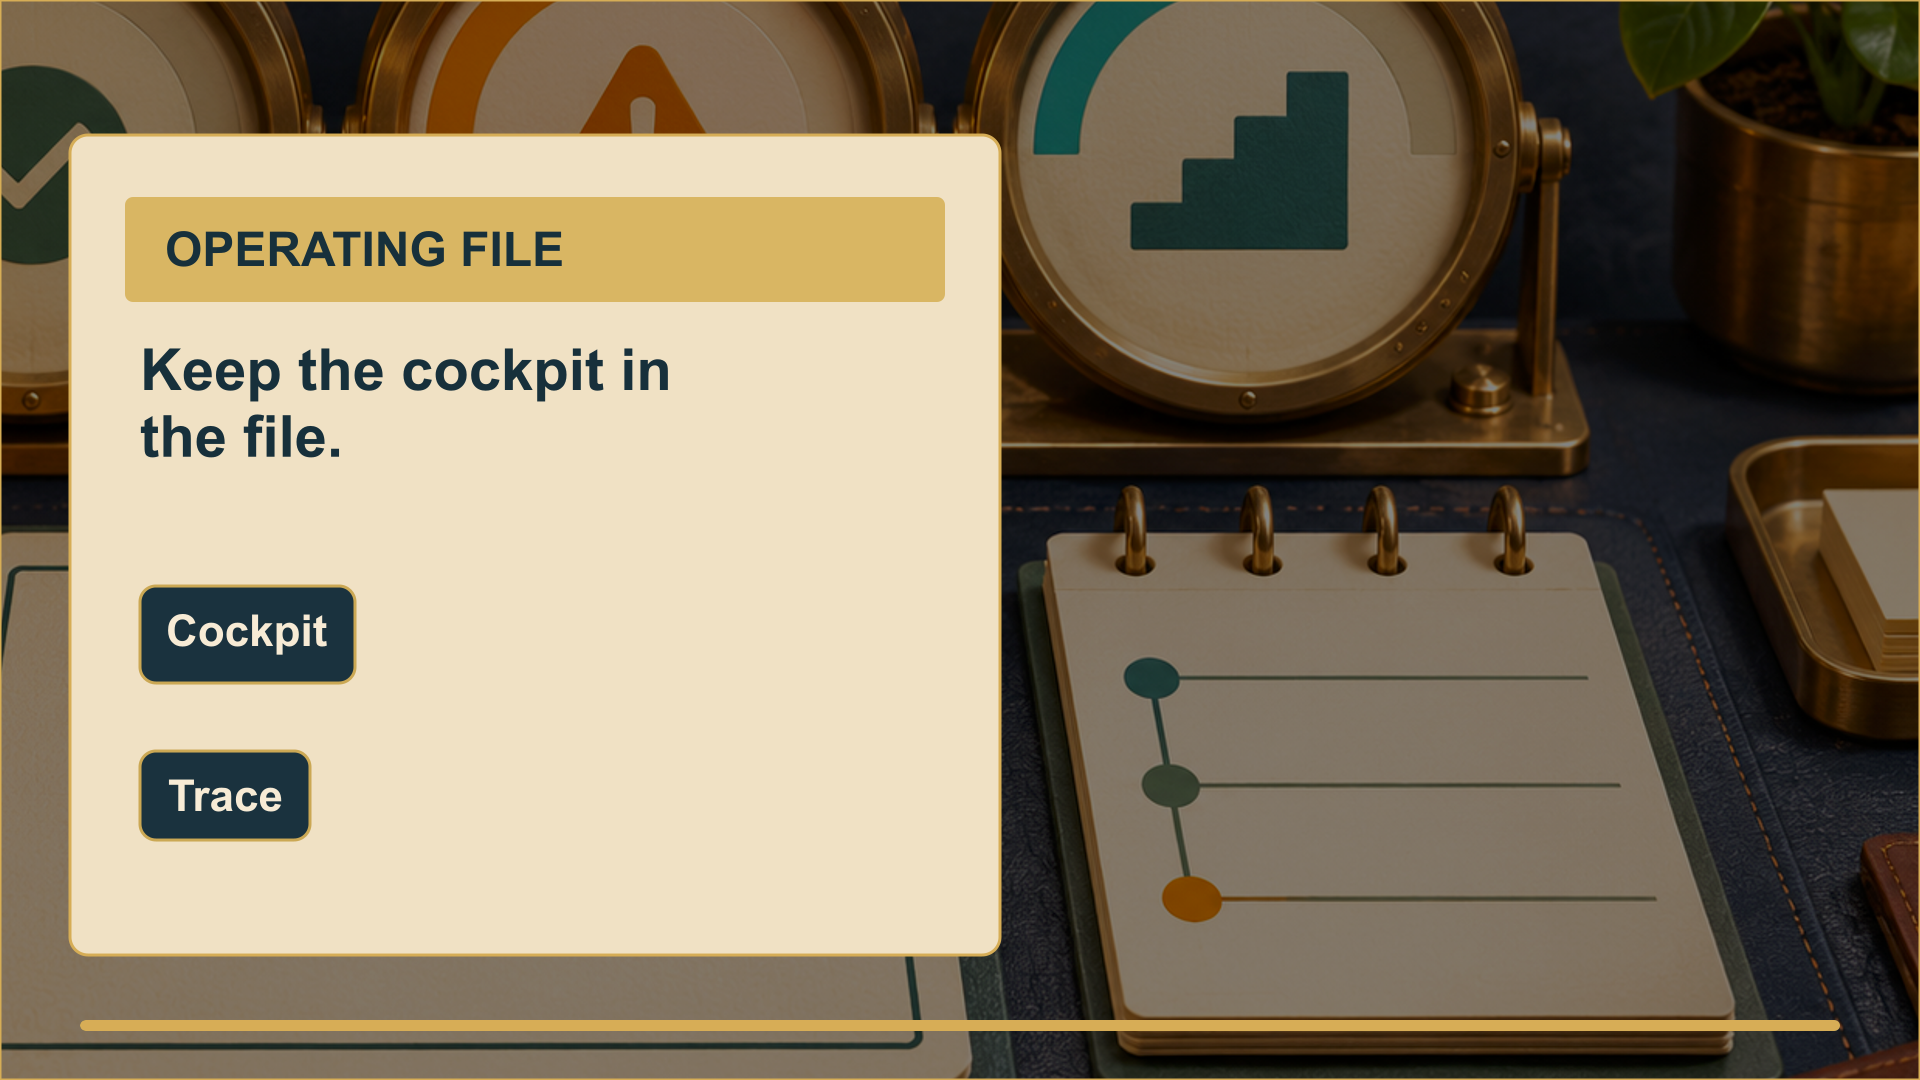 OPERATING FILE
Keep the cockpit in
the file.
Cockpit
Trace